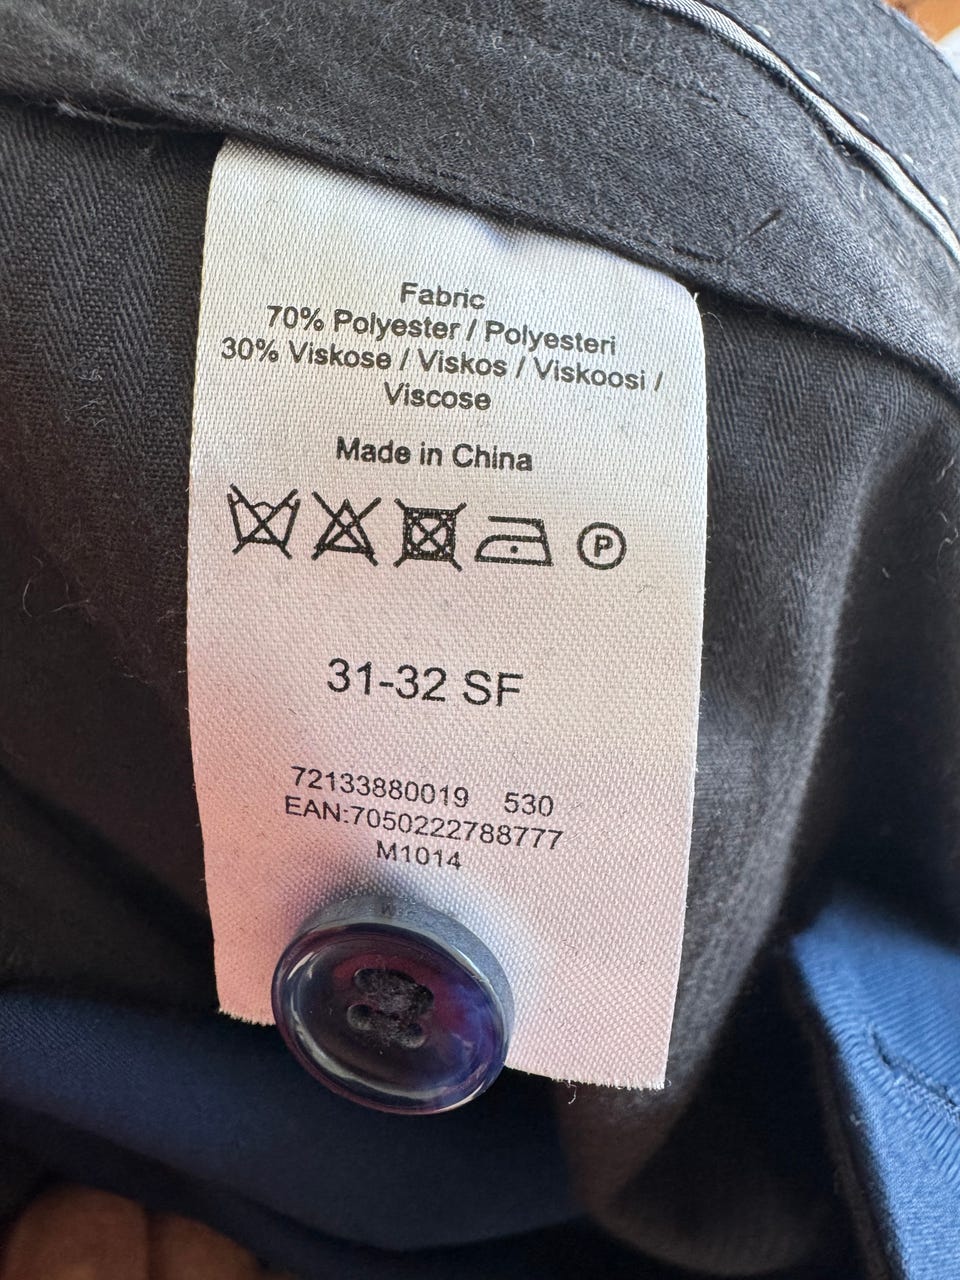 Fabric
70% Polyester / Polyesteri
30% Viskose / Viskos / Viskoosi /
Viscose
Made in China
P
31-32 SF
72133880019 530
EAN:7050222788777
M1014